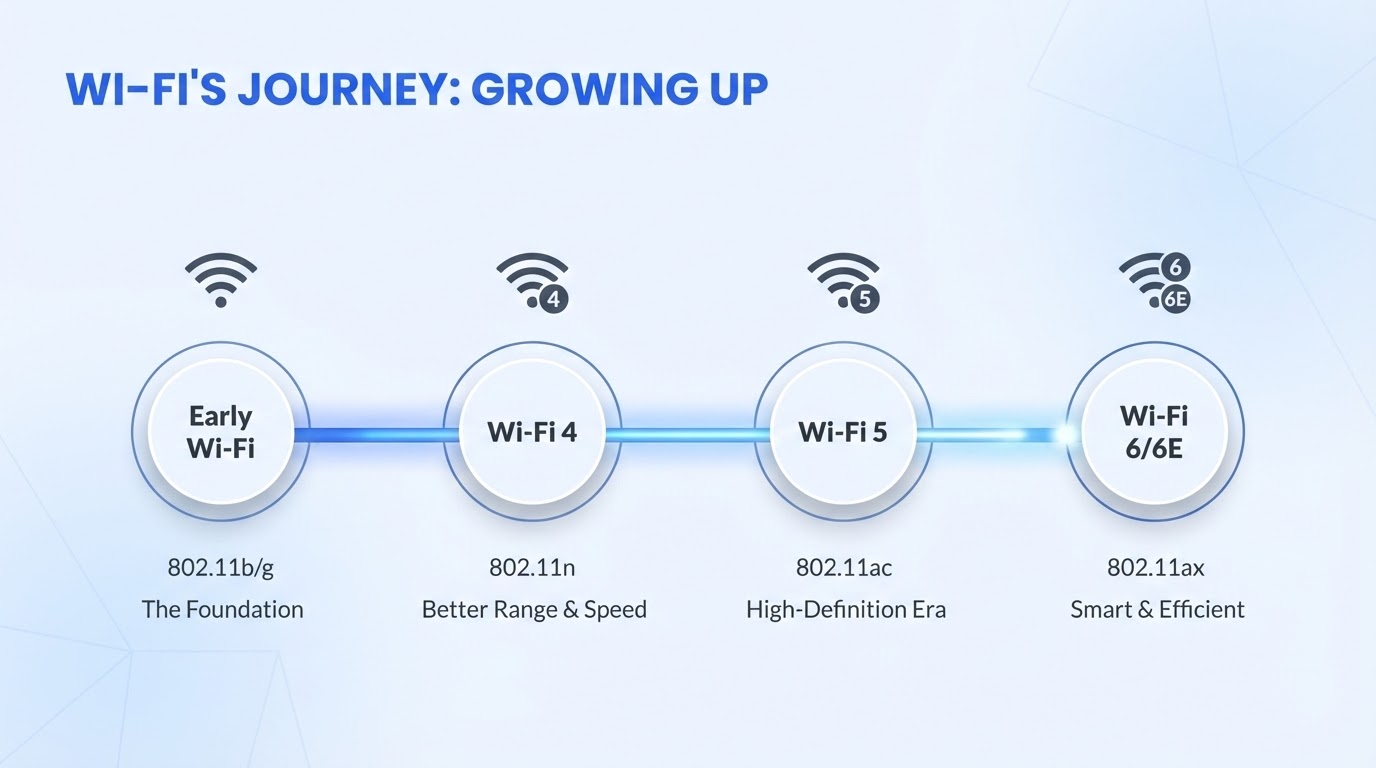 WI-FI'S JOURNEY: GROWING UP
4
5
6
6E
Early
Wi-Fi
Wi-Fi 4
Wi-Fi 5
Wi-Fi
6/6E
802.11b/g
The Foundation
802.11n
Better Range & Speed
802.11ac
High-Definition Era
802.11ax
Smart & Efficient